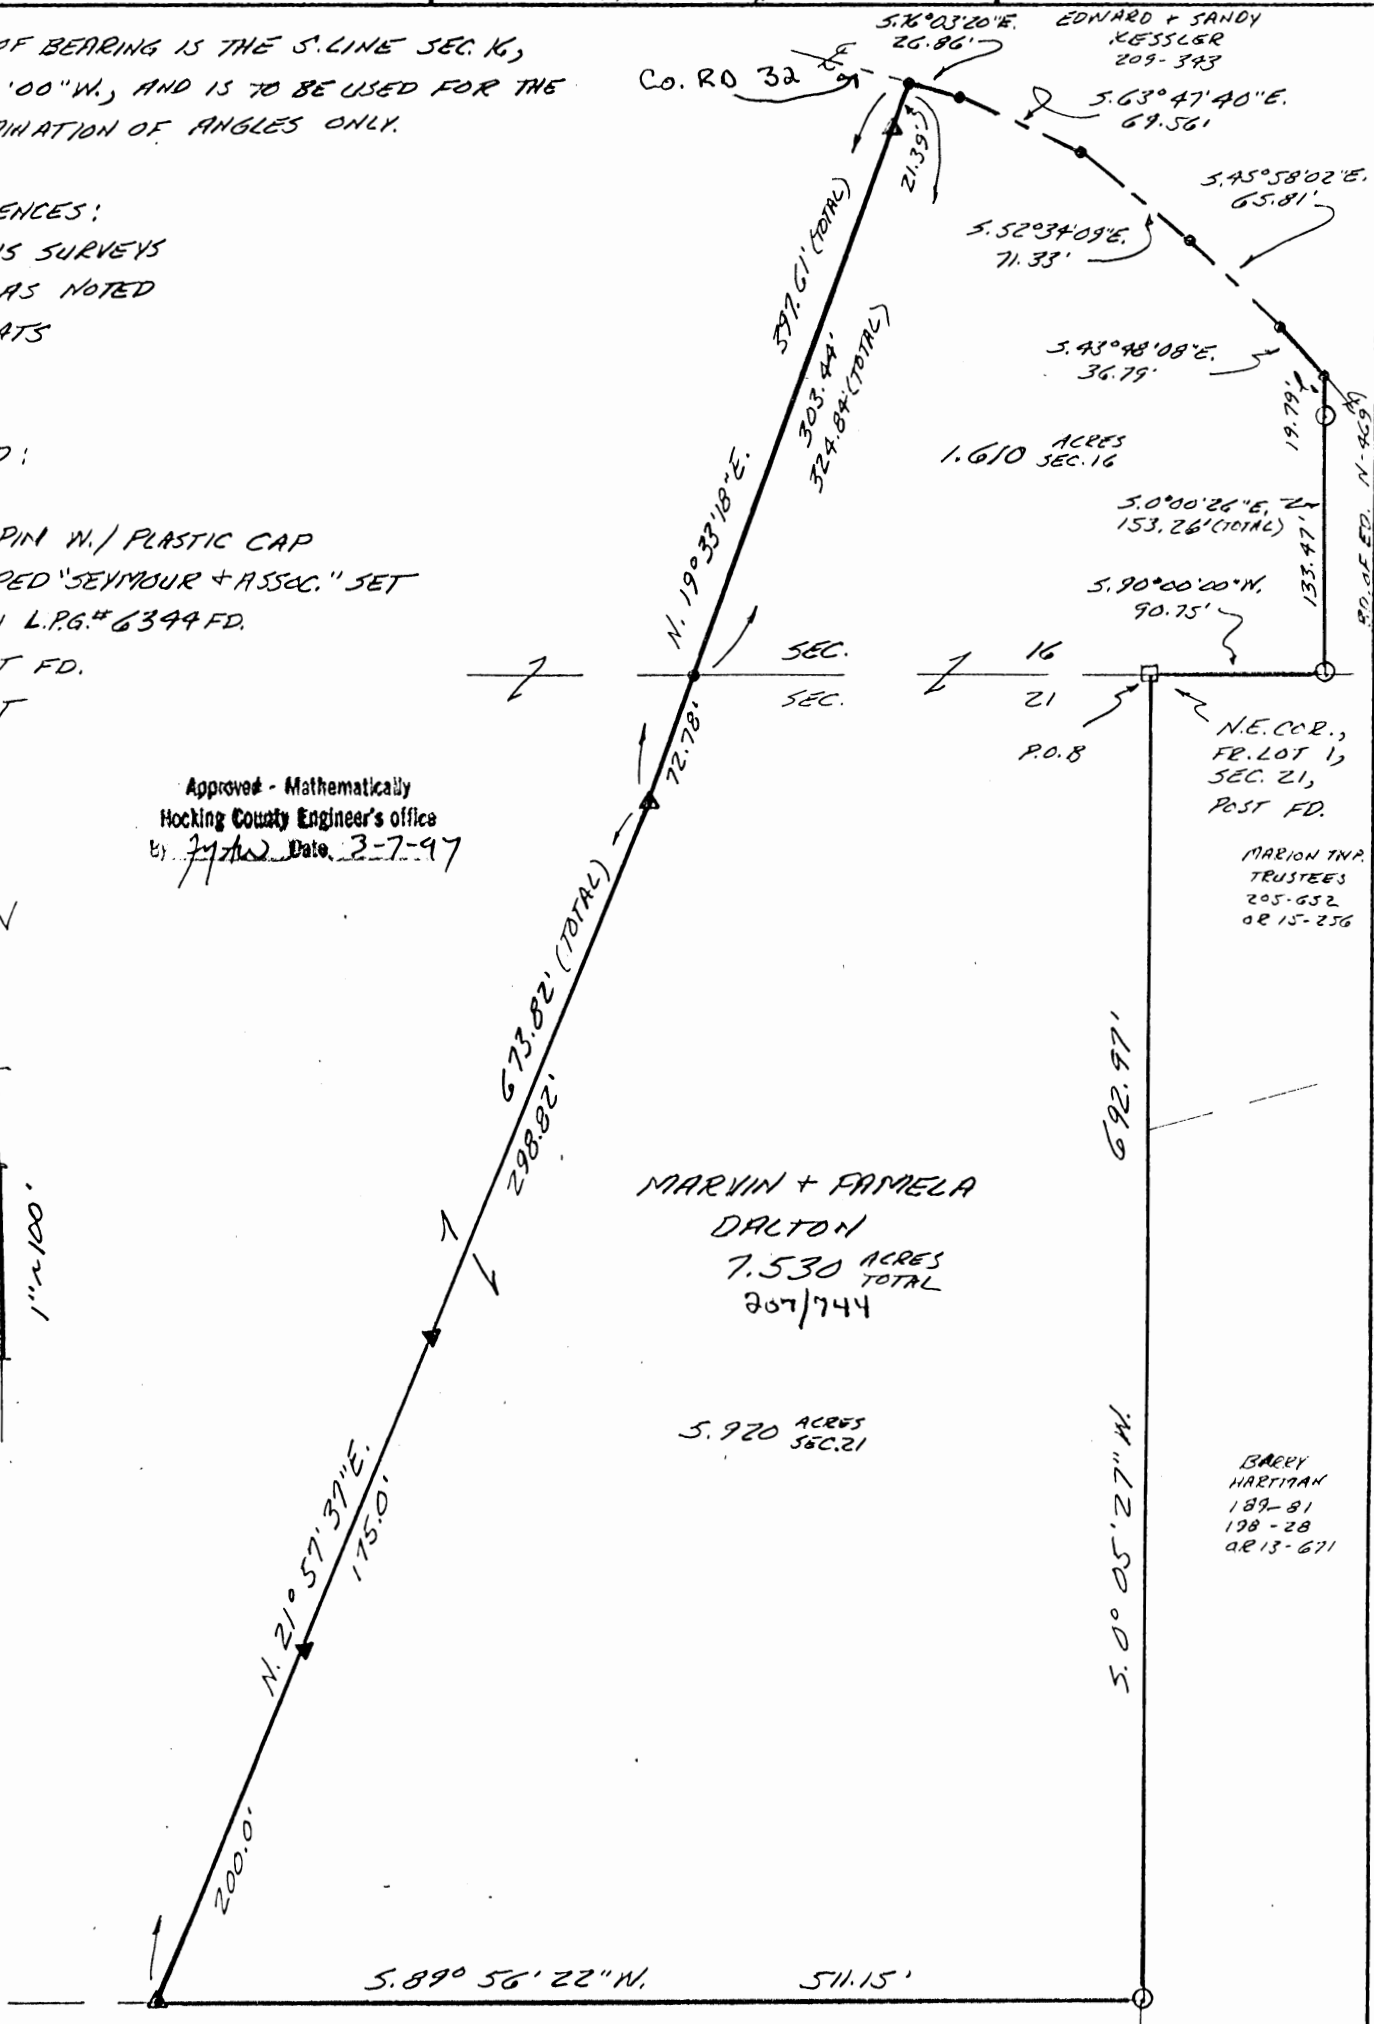 OF BEARING IS THE S. LINE SEC. 16,
'00"W., AND IS TO BE USED FOR THE
INATION OF ANGLES ONLY.
ENCES:
S SURVEYS
AS NOTED
ATS
D:
PIN W./ PLASTIC CAP
PED "SEYMOUR & ASSOC." SET
L.P.G.# 6344 FD.
T FD.
T
Approved - Mathematically
Hocking County Engineer's office
by Date 3-7-97
1"~100'
CO. RD 32
S.76°03'20"E.
26.86'
EDWARD & SANDY
KESSLER
209-343
S.63°47'40"E.
69.56'
S.45°58'02"E.
65.81'
S.52°34'09"E.
71.33'
S.43°48'08"E.
36.79'
21.39'
397.61' (TOTAL)
303.44'
324.84' (TOTAL)
N. 19°33'18"E.
1.610 ACRES
SEC. 16
19.79'
S.0°00'26"E.
153.26' (TOTAL)
133.47'
BD. OF ED. N-469
S.90°00'00"W.
90.75'
SEC. 16
SEC. 21
P.O.B
N.E. COR.,
FR. LOT 1,
SEC. 21,
POST FD.
72.78'
MARION TWP.
TRUSTEES
205-652
OR 15-256
673.82' (TOTAL)
298.82'
692.97'
MARVIN & PAMELA
DALTON
7.530 ACRES
TOTAL
207/744
5.920 ACRES
SEC. 21
S. 0° 05' 27" W.
BARRY
HARTMAN
189-81
198-28
OR 13-671
N. 21° 57' 37"E.
175.0'
200.0'
S. 89° 56' 22" W. 511.15'